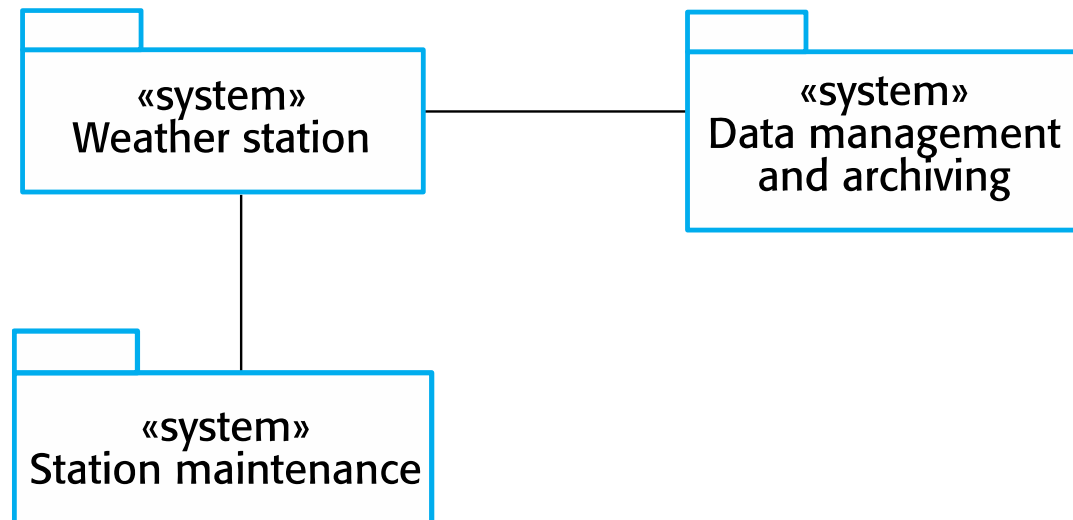 «system»
Weather station
«system»
Data management
and archiving
«system»
Station maintenance